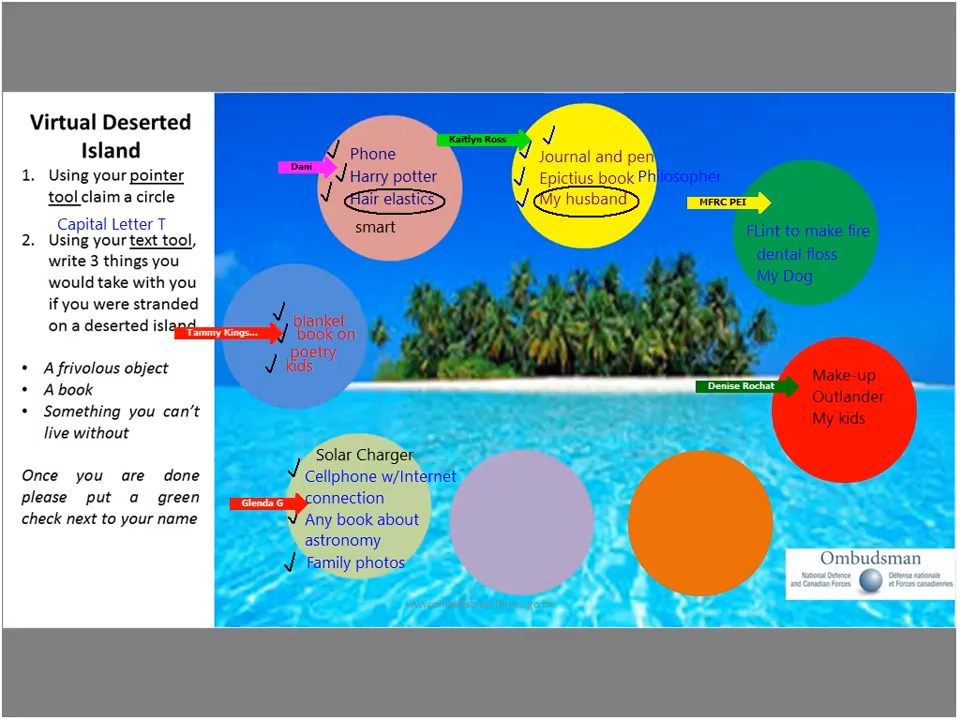 Virtual Deserted
Island
1. Using your pointer
tool claim a circle
Capital Letter T
2. Using your text tool,
write 3 things you
would take with you
if you were stranded
on a deserted island
• A frivolous object
• A book
• Something you can't
live without
Once you are done
please put a green
check next to your name
Dani
Phone
Harry potter
Hair elastics
smart
Kaitlyn Ross
Journal and pen
Epictius book Philosopher
My husband
MFRC PEI
FLint to make fire
dental floss
My Dog
Tammy Kings...
blanket
book on
poetry
kids
Denise Rochat
Make-up
Outlander
My kids
Glenda G
Solar Charger
Cellphone w/Internet
connection
Any book about
astronomy
Family photos
Ombudsman
National Defence
and Canadian Forces
Défense nationale
et Forces canadiennes